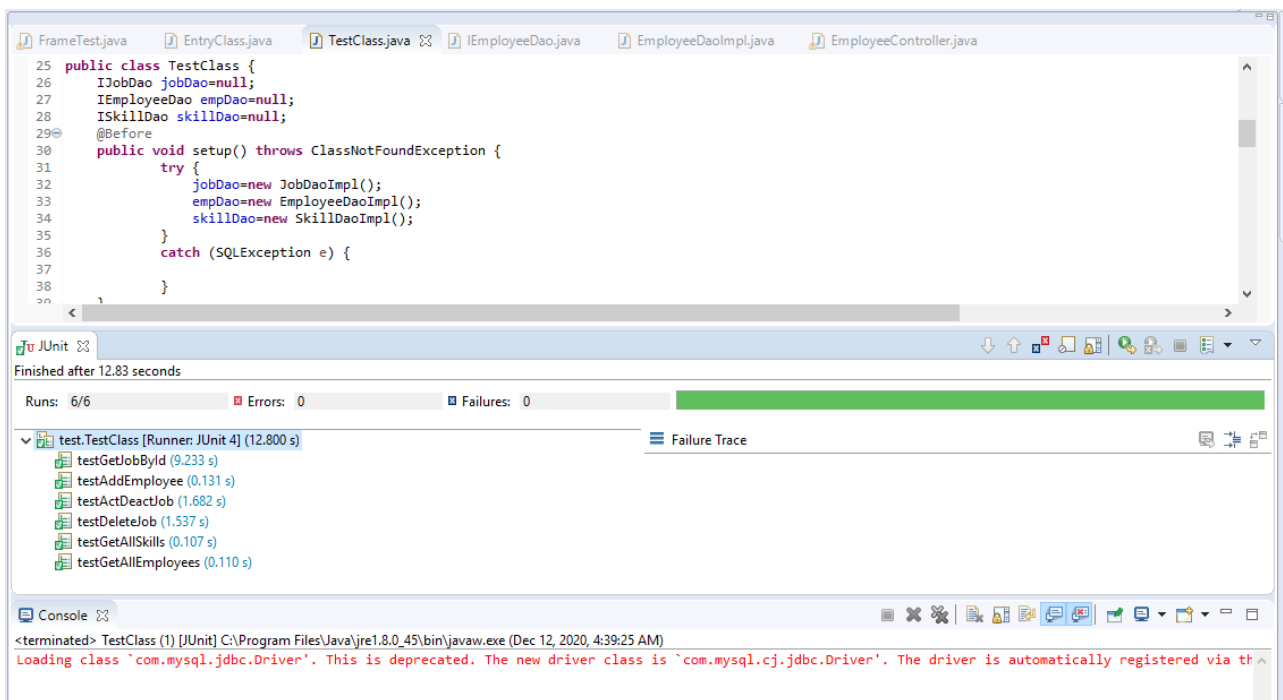 FrameTest.java EntryClass.java TestClass.java IEmployeeDao.java EmployeeDaoImpl.java EmployeeController.java
25 public class TestClass {
26 IJobDao jobDao=null;
27 IEmployeeDao empDao=null;
28 ISkillDao skillDao=null;
29 @Before
30 public void setup() throws ClassNotFoundException {
31 try {
32 jobDao=new JobDaoImpl();
33 empDao=new EmployeeDaoImpl();
34 skillDao=new SkillDaoImpl();
35 }
36 catch (SQLException e) {
37
38 }
39 }
JUnit
Finished after 12.83 seconds
Runs: 6/6 Errors: 0 Failures: 0
test.TestClass [Runner: JUnit 4] (12.800 s) Failure Trace
testGetJobById (9.233 s)
testAddEmployee (0.131 s)
testActDeactJob (1.682 s)
testDeleteJob (1.537 s)
testGetAllSkills (0.107 s)
testGetAllEmployees (0.110 s)
Console
<terminated> TestClass (1) [JUnit] C:\Program Files\Java\jre1.8.0_45\bin\javaw.exe (Dec 12, 2020, 4:39:25 AM)
Loading class `com.mysql.jdbc.Driver'. This is deprecated. The new driver class is `com.mysql.cj.jdbc.Driver'. The driver is automatically registered via th